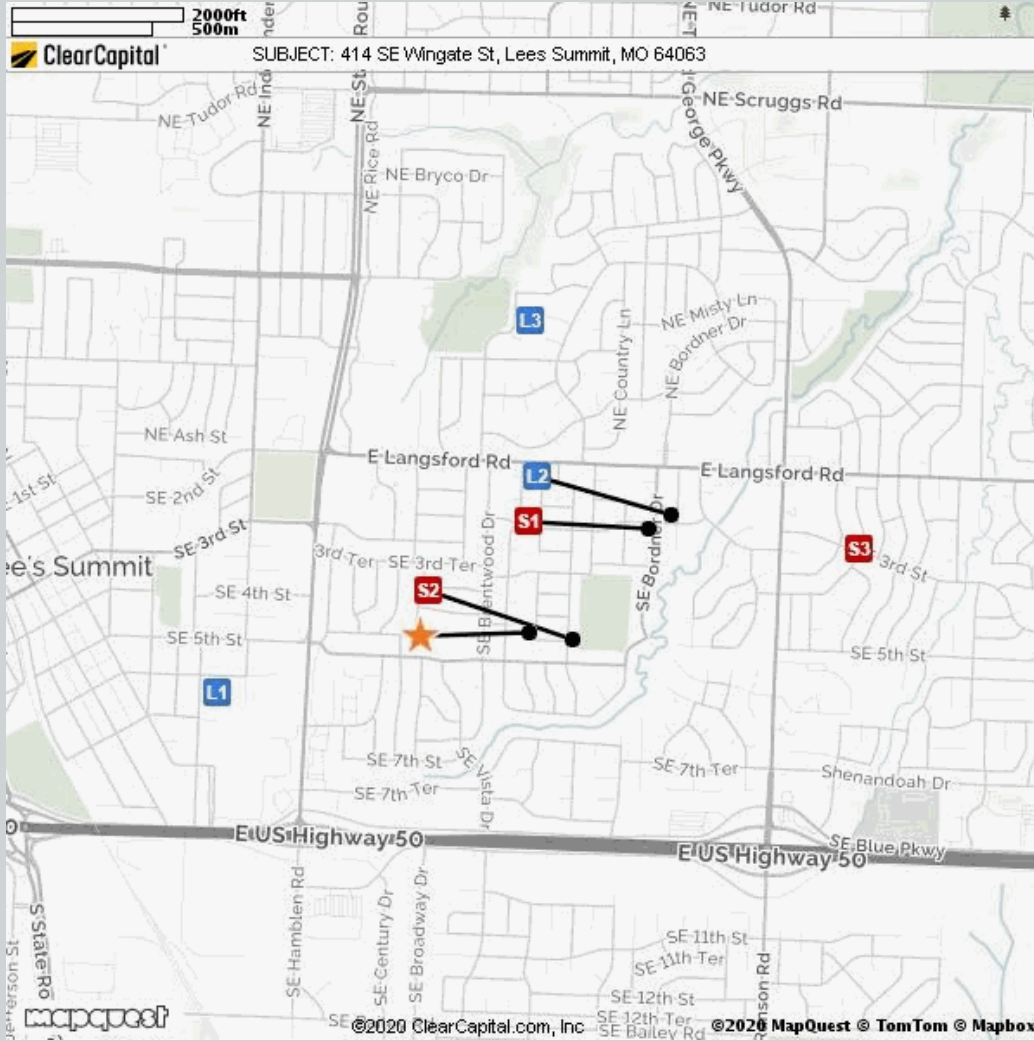 2000ft
500m
NE Tudor Rd
ClearCapital
SUBJECT: 414 SE Wingate St, Lees Summit, MO 64063
NE Tudor Rd
NE Scruggs Rd
George Pkwy
NE Rice Rd
NE Bryco Dr
L3
NE Misty Ln
NE Bordner Dr
NE Country Ln
NE Ash St
E Langsford Rd
E Langsford Rd
L2
SE 2nd St
S1
SE 3rd St
3rd Ter
SE 3rd Ter
SE Brentwood Dr
SE Bordner Dr
S3
3rd St
ee's Summit
S2
SE 4th St
SE 5th St
SE 5th St
L1
SE 7th St
SE Vista Dr
SE 7th Ter
SE 7th Ter
Shenandoah Dr
E US Highway 50
E US Highway 50
SE Blue Pkwy
S State Ro
SE Hamblen Rd
SE Century Dr
SE Broadway Dr
SE 11th St
SE 11th Ter
SE 12th St
SE 12th Ter
SE Bailey Rd
efferson St
mapquest
©2020 ClearCapital.com, Inc
©2020 MapQuest © TomTom © Mapbox